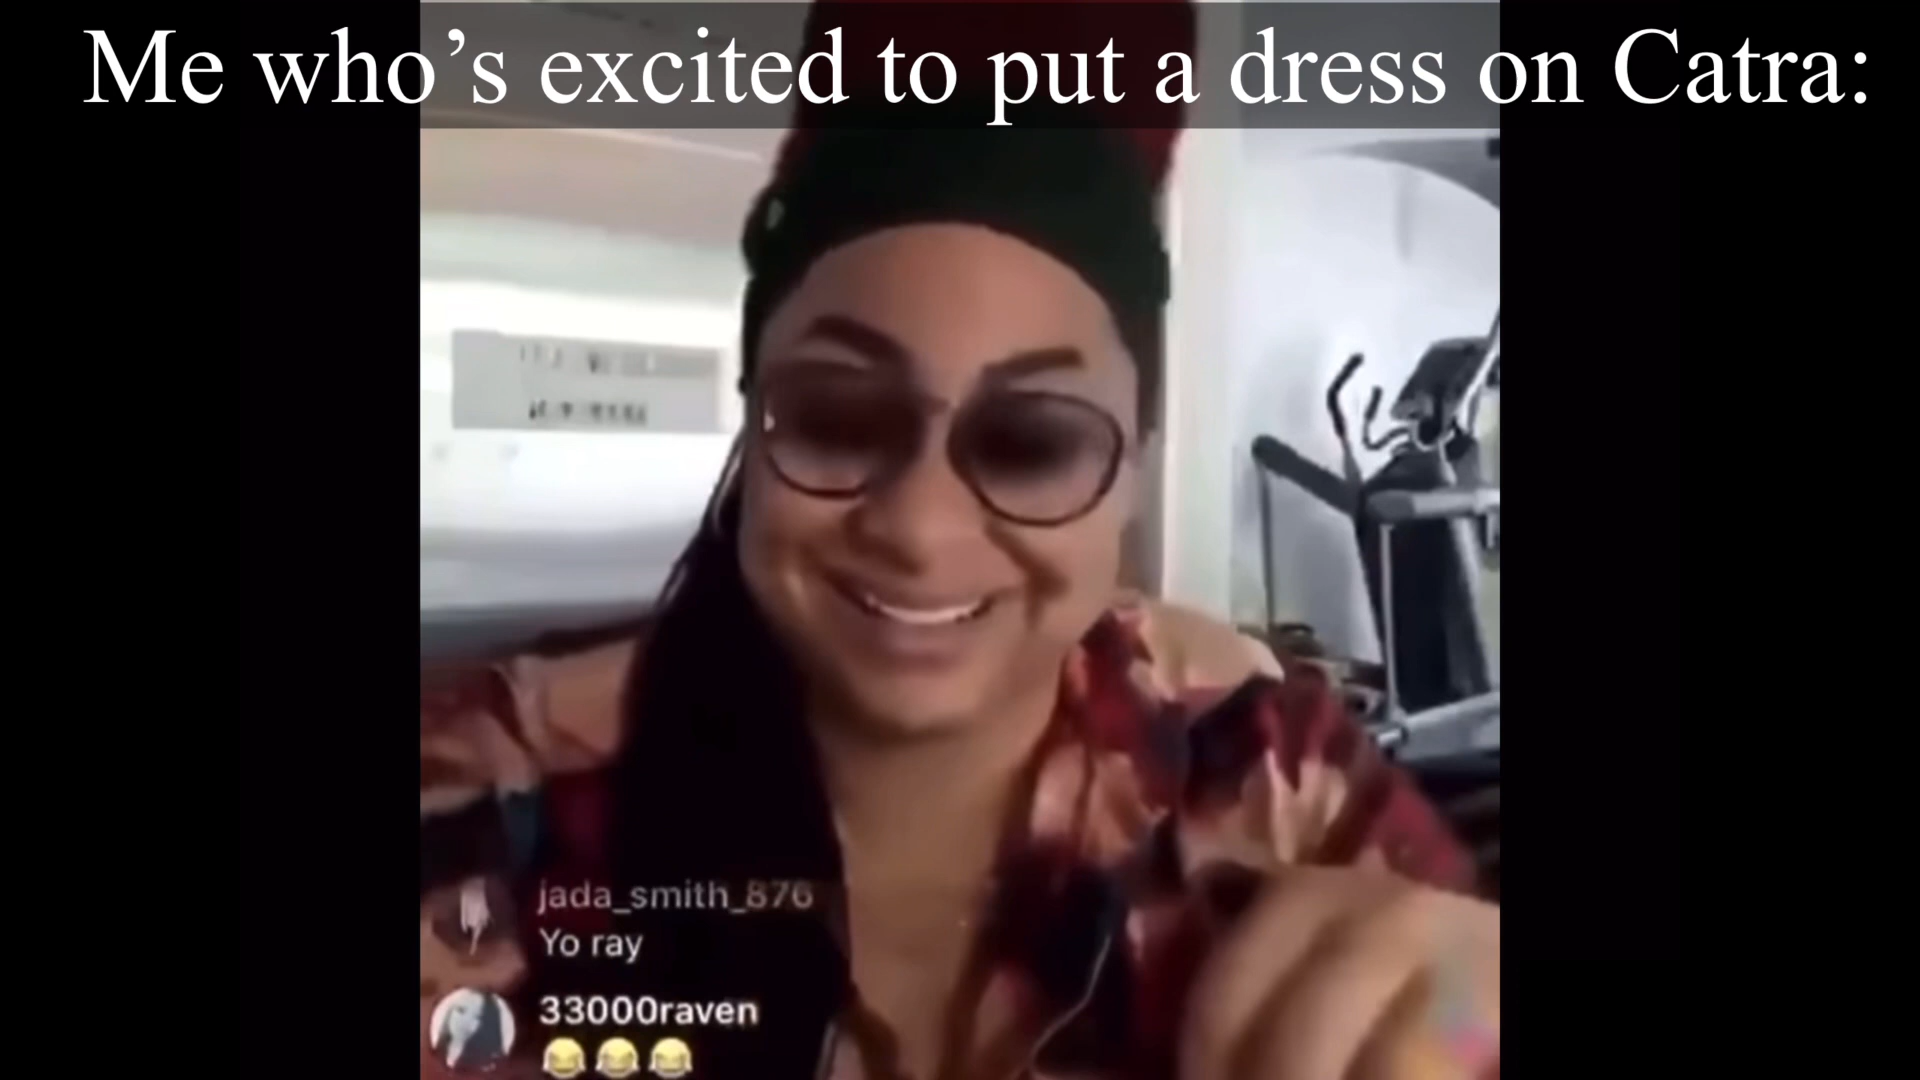 Me who’s excited to put a dress on Catra:
jada_smith_876
Yo ray
33000raven
😂😂😂